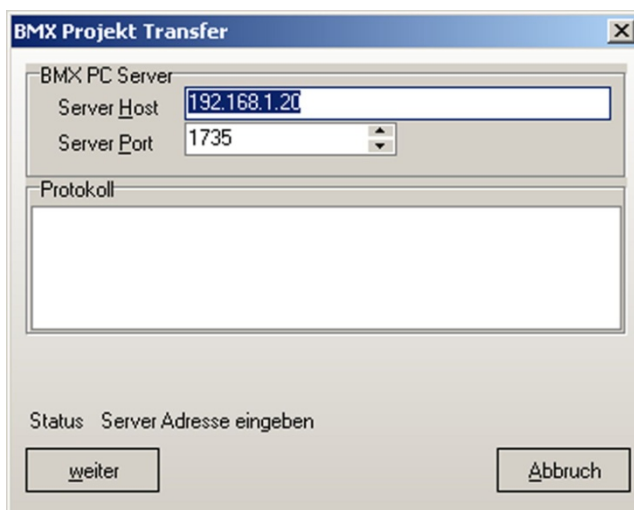 BMX Projekt Transfer
BMX PC Server
Server Host 192.168.1.20
Server Port 1735
Protokoll
Status Server Adresse eingeben
weiter Abbruch